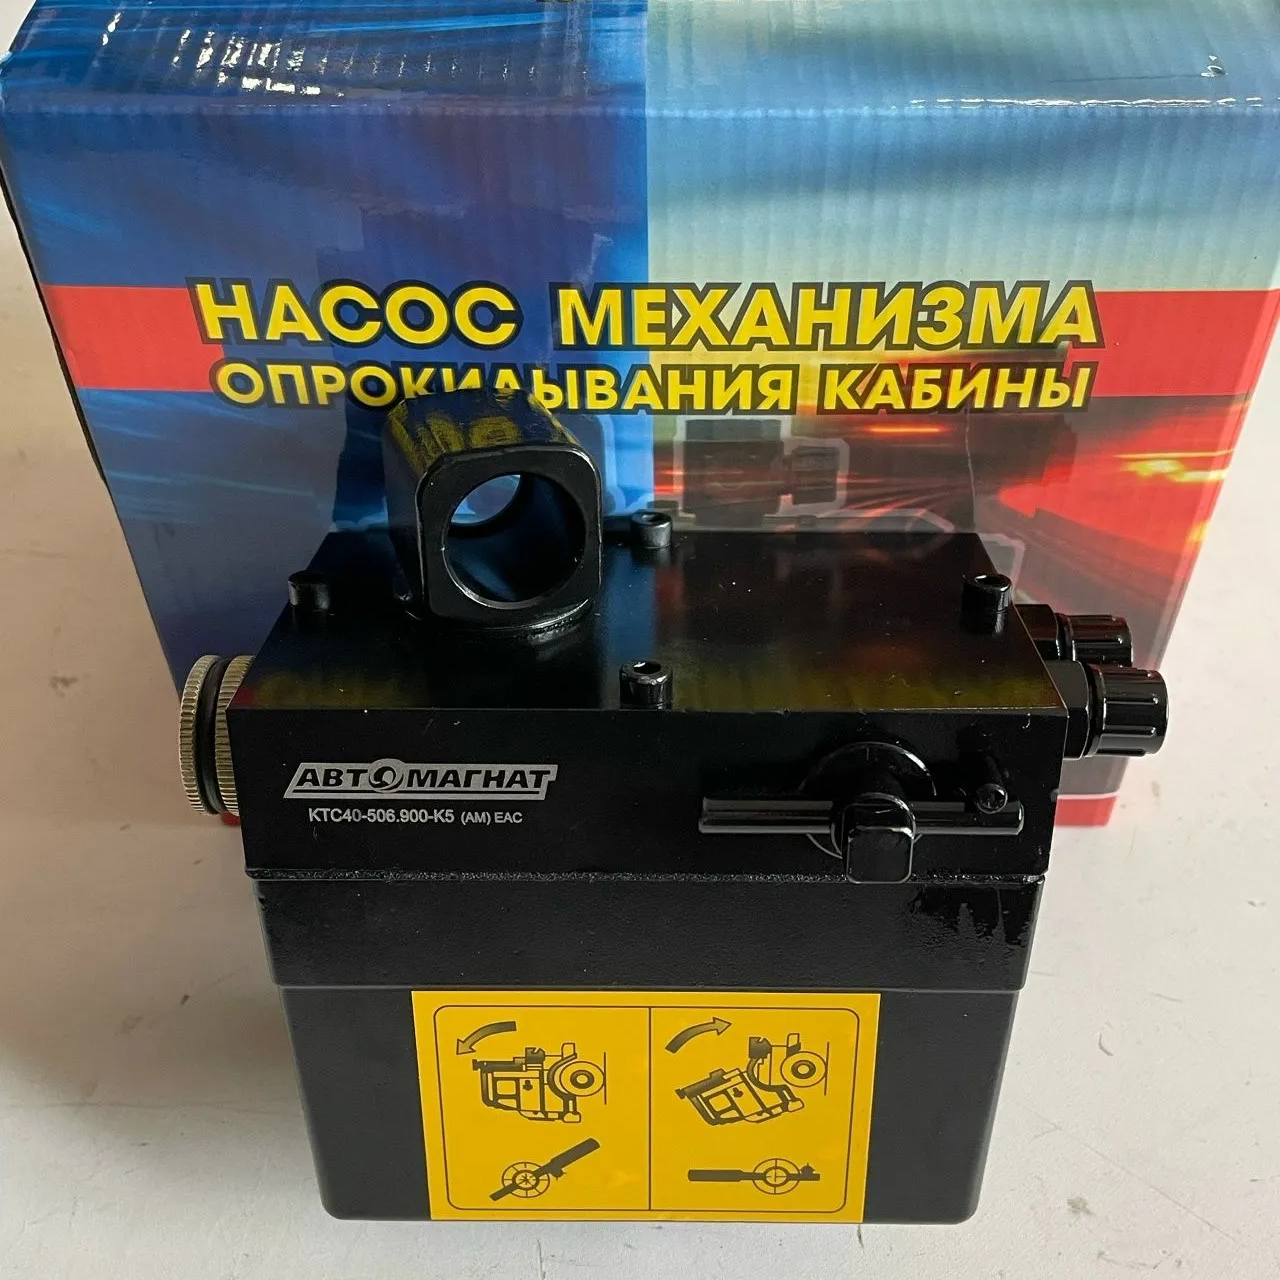 НАСОС МЕХАНИЗМА
ОПРОКИДЫВАНИЯ КАБИНЫ
АВТОМАГНАТ
КТС40-506.900-К5 (АМ) ЕАС